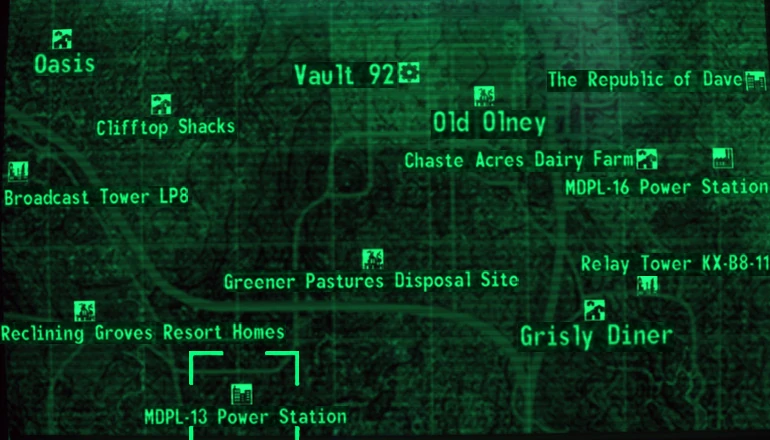 Oasis
Vault 92
The Republic of Dave
Clifftop Shacks
Old Olney
Chaste Acres Dairy Farm
MDPL-16 Power Station
Broadcast Tower LP8
Relay Tower KX-B8-11
Greener Pastures Disposal Site
Reclining Groves Resort Homes
Grisly Diner
MDPL-13 Power Station